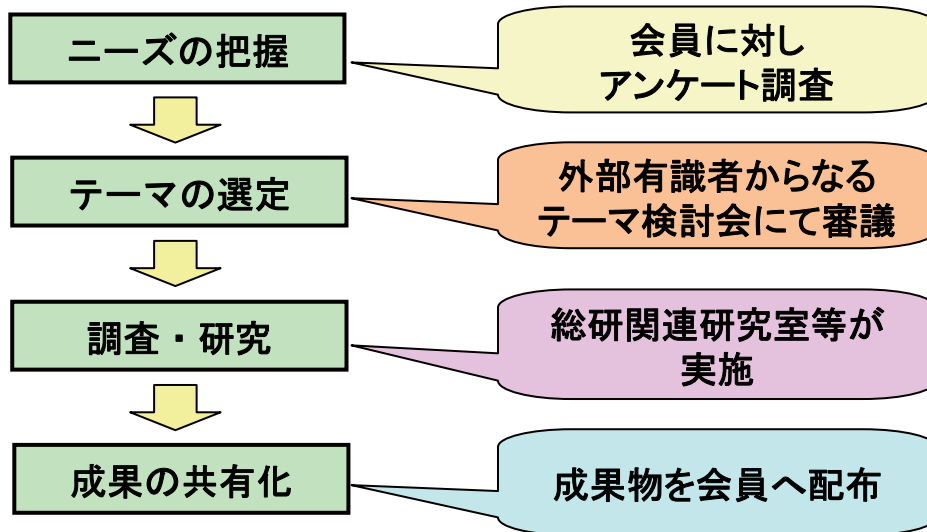 ニーズの把握
会員に対し
アンケート調査
テーマの選定
外部有識者からなる
テーマ検討会にて審議
調査・研究
総研関連研究室等が
実施
成果の共有化
成果物を会員へ配布